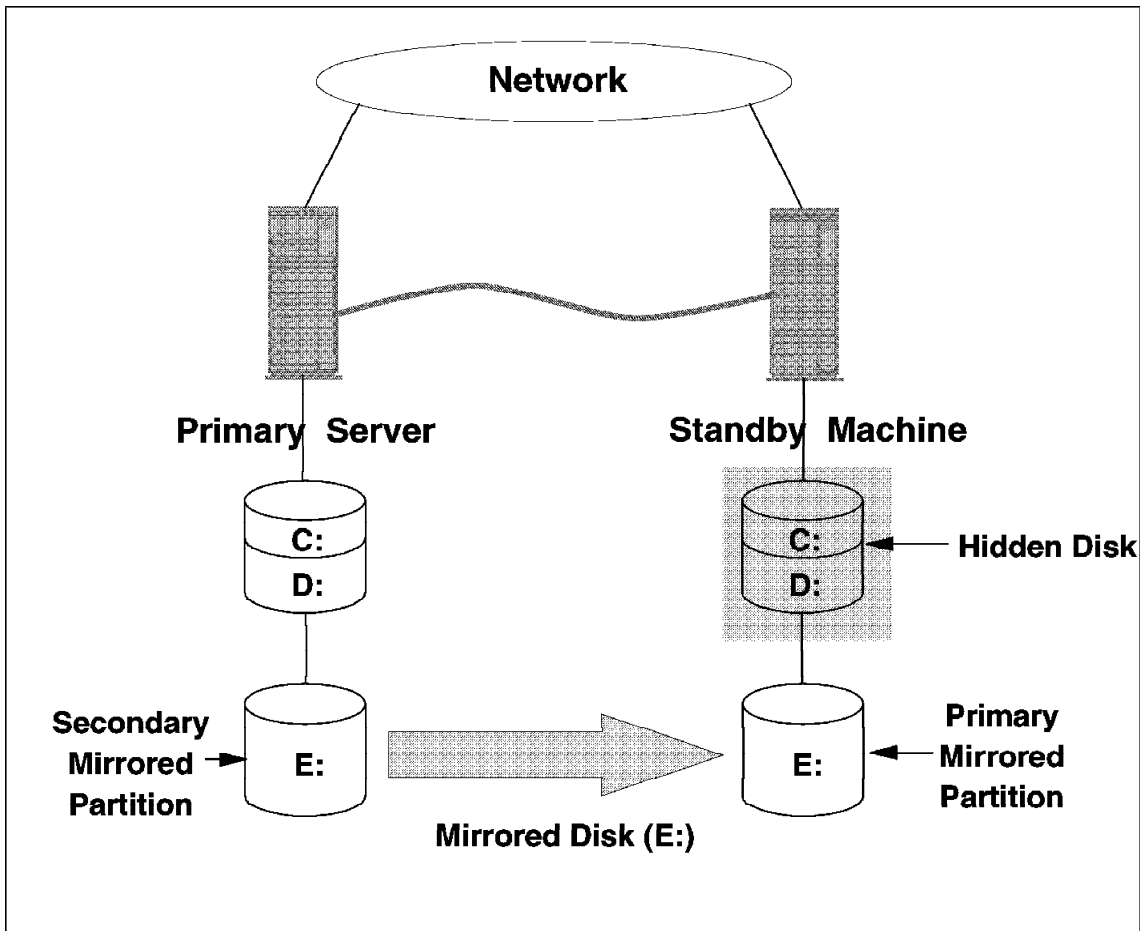 Network
Primary Server
Standby Machine
C:
D:
C:
D:
Hidden Disk
Secondary
Mirrored
Partition
E:
E:
Primary
Mirrored
Partition
Mirrored Disk (E:)